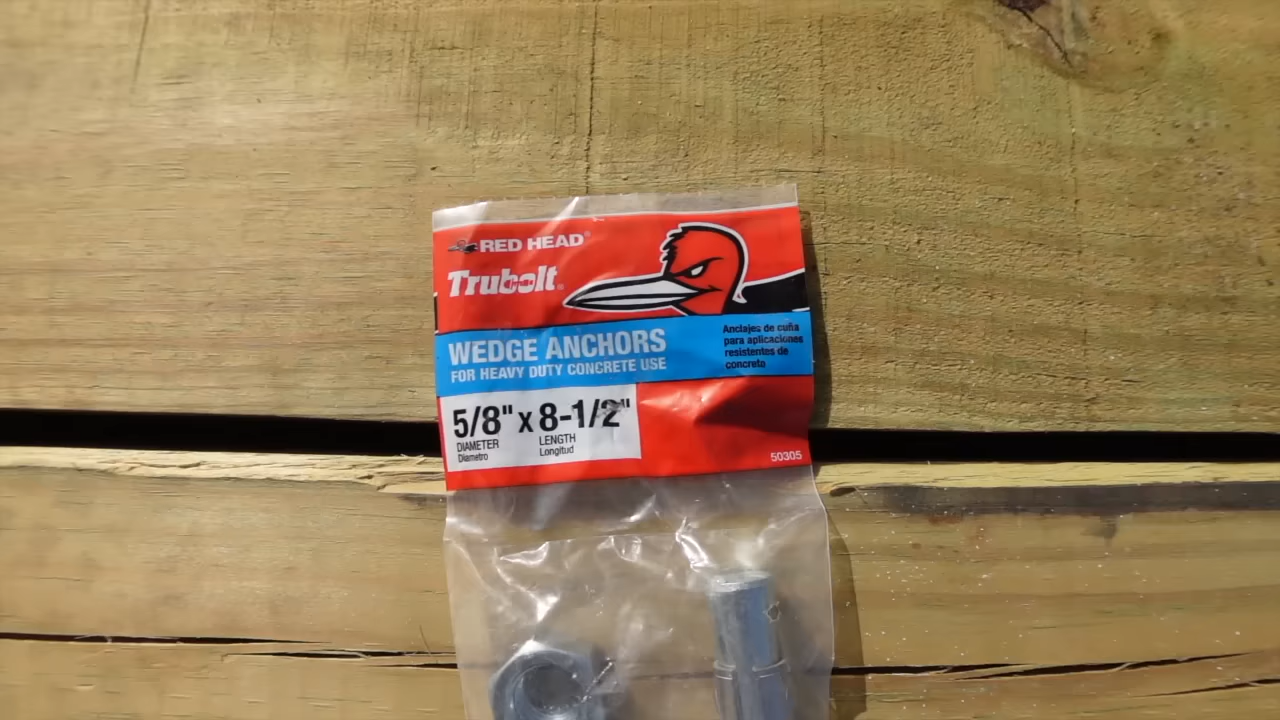 RED HEAD®
Trubolt®
WEDGE ANCHORS
FOR HEAVY DUTY CONCRETE USE
Anclajes de cuña
para aplicaciones
resistentes de
concreto
5/8" x 8-1/2"
DIAMETER LENGTH
Diametro Longitud
50305